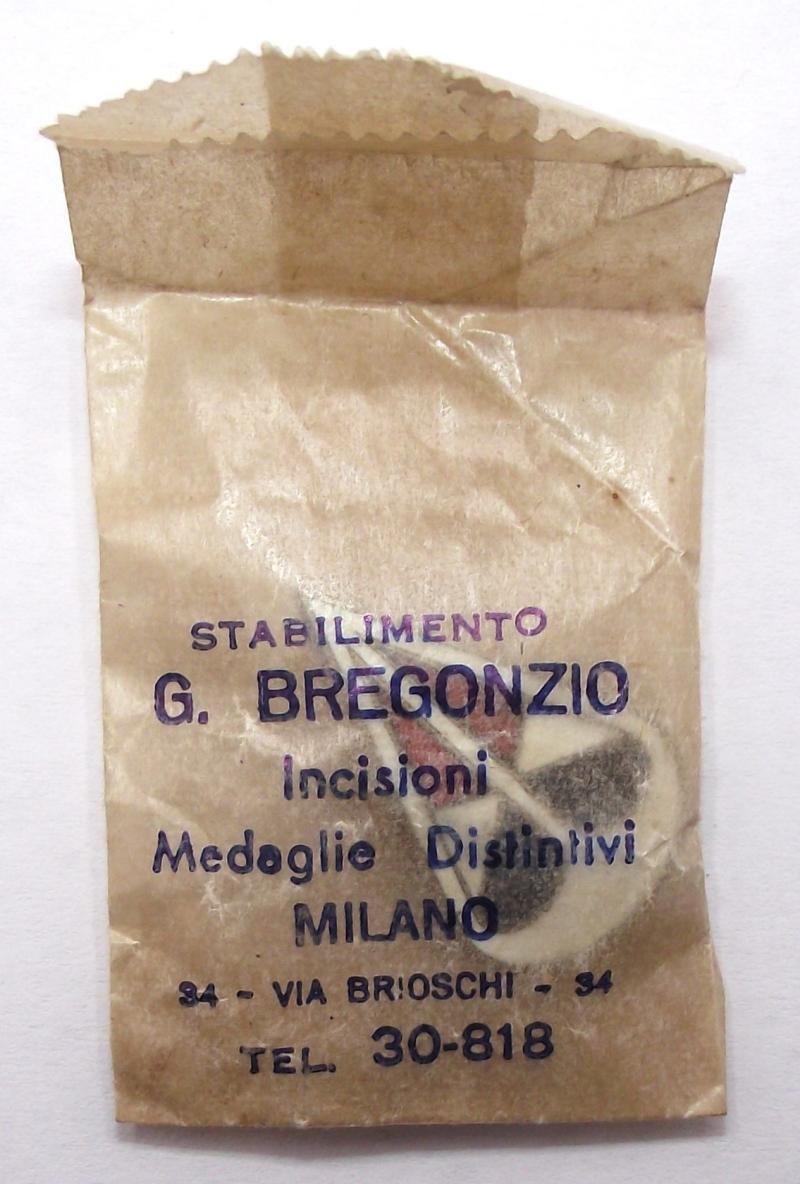 STABILIMENTO
G. BREGONZIO
Incisioni
Medaglie Distintivi
MILANO
34 - VIA BRIOSCHI - 34
TEL. 30-818